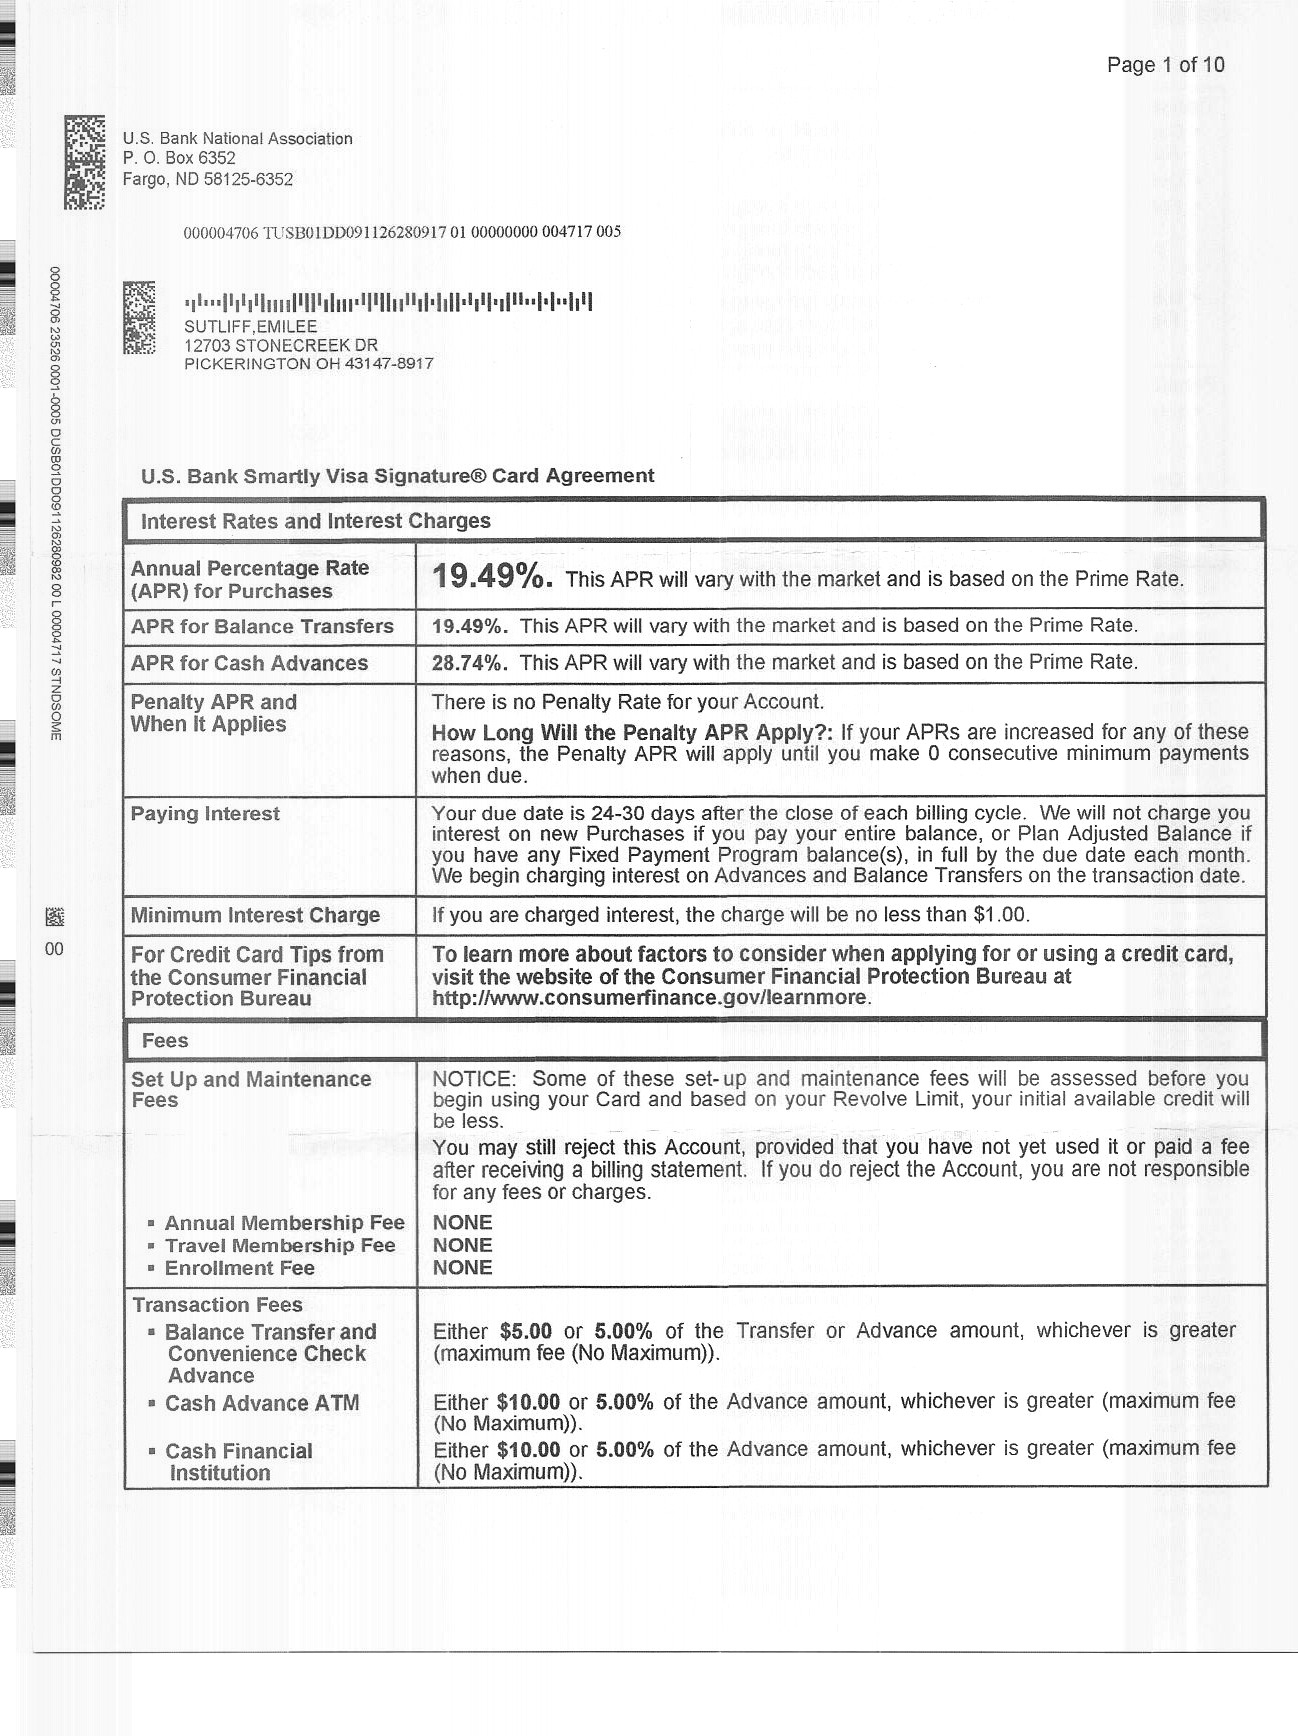 Page 1 of 10
U.S. Bank National Association
P. O. Box 6352
Fargo, ND 58125-6352
000004706 TUSB01DD091126280917 01 00000000 004717 005
SUTLIFF,EMILEE
12703 STONECREEK DR
PICKERINGTON OH 43147-8917
00004706 23526 0001-0005 DUSB01DD091126280982 00 L 00004717 STNDSOME
00
U.S. Bank Smartly Visa Signature® Card Agreement
Interest Rates and Interest Charges
Annual Percentage Rate
(APR) for Purchases
19.49%. This APR will vary with the market and is based on the Prime Rate.
APR for Balance Transfers
19.49%. This APR will vary with the market and is based on the Prime Rate.
APR for Cash Advances
28.74%. This APR will vary with the market and is based on the Prime Rate.
Penalty APR and
When It Applies
There is no Penalty Rate for your Account.
How Long Will the Penalty APR Apply?: If your APRs are increased for any of these
reasons, the Penalty APR will apply until you make 0 consecutive minimum payments
when due.
Paying Interest
Your due date is 24-30 days after the close of each billing cycle. We will not charge you
interest on new Purchases if you pay your entire balance, or Plan Adjusted Balance if
you have any Fixed Payment Program balance(s), in full by the due date each month.
We begin charging interest on Advances and Balance Transfers on the transaction date.
Minimum Interest Charge
If you are charged interest, the charge will be no less than $1.00.
For Credit Card Tips from
the Consumer Financial
Protection Bureau
To learn more about factors to consider when applying for or using a credit card,
visit the website of the Consumer Financial Protection Bureau at
http://www.consumerfinance.gov/learnmore.
Fees
Set Up and Maintenance
Fees
NOTICE: Some of these set-up and maintenance fees will be assessed before you
begin using your Card and based on your Revolve Limit, your initial available credit will
be less.
You may still reject this Account, provided that you have not yet used it or paid a fee
after receiving a billing statement. If you do reject the Account, you are not responsible
for any fees or charges.
▪ Annual Membership Fee NONE
▪ Travel Membership Fee NONE
▪ Enrollment Fee NONE
Transaction Fees
▪ Balance Transfer and
Convenience Check
Advance
Either $5.00 or 5.00% of the Transfer or Advance amount, whichever is greater
(maximum fee (No Maximum)).
▪ Cash Advance ATM
Either $10.00 or 5.00% of the Advance amount, whichever is greater (maximum fee
(No Maximum)).
▪ Cash Financial
Institution
Either $10.00 or 5.00% of the Advance amount, whichever is greater (maximum fee
(No Maximum)).